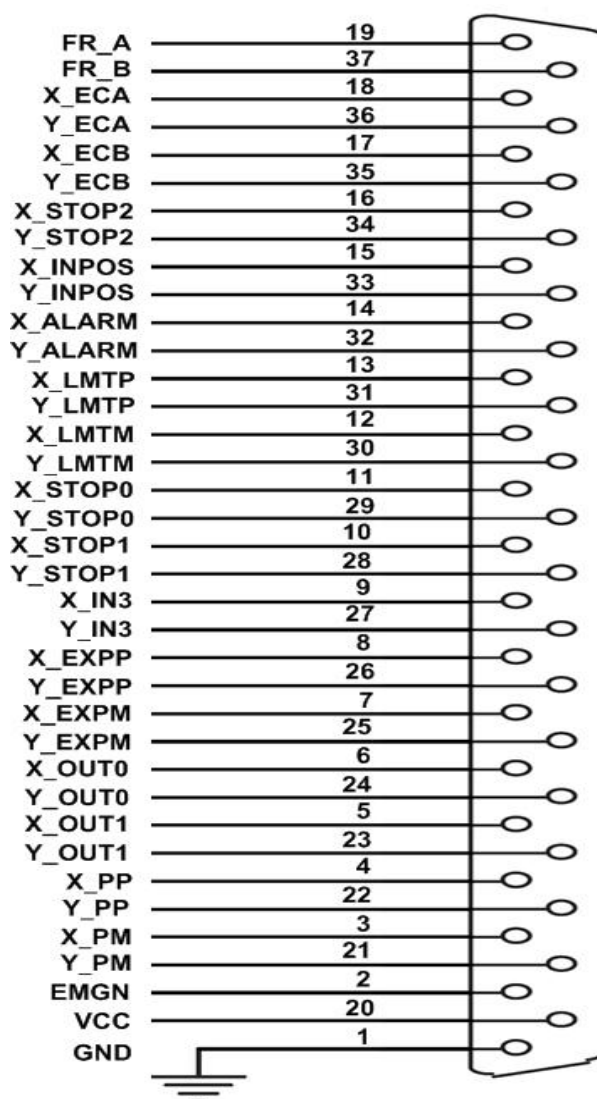 FR_A 19
FR_B 37
X_ECA 18
Y_ECA 36
X_ECB 17
Y_ECB 35
X_STOP2 16
Y_STOP2 34
X_INPOS 15
Y_INPOS 33
X_ALARM 14
Y_ALARM 32
X_LMTP 13
Y_LMTP 31
X_LMTM 12
Y_LMTM 30
X_STOP0 11
Y_STOP0 29
X_STOP1 10
Y_STOP1 28
X_IN3 9
Y_IN3 27
X_EXPP 8
Y_EXPP 26
X_EXPM 7
Y_EXPM 25
X_OUT0 6
Y_OUT0 24
X_OUT1 5
Y_OUT1 23
X_PP 4
Y_PP 22
X_PM 3
Y_PM 21
EMGN 2
VCC 20
GND 1